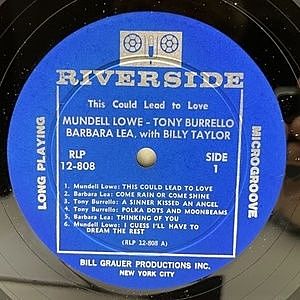 RIVERSIDE
This Could Lead to Love
MUNDELL LOWE - TONY BURRELLO
BARBARA LEA, with BILLY TAYLOR
RLP
12-808
SIDE
1
LONG PLAYING
MICROGROOVE
1. Mundell Lowe: THIS COULD LEAD TO LOVE
2. Barbara Lea: COME RAIN OR COME SHINE
3. Tony Burrello: A SINNER KISSED AN ANGEL
4. Tony Burrello: POLKA DOTS AND MOONBEAMS
5. Barbara Lea: THINKING OF YOU
6. Mundell Lowe: I GUESS I'LL HAVE TO
DREAM THE REST
(RLP 12-808 A)
BILL GRAUER PRODUCTIONS INC.
NEW YORK CITY